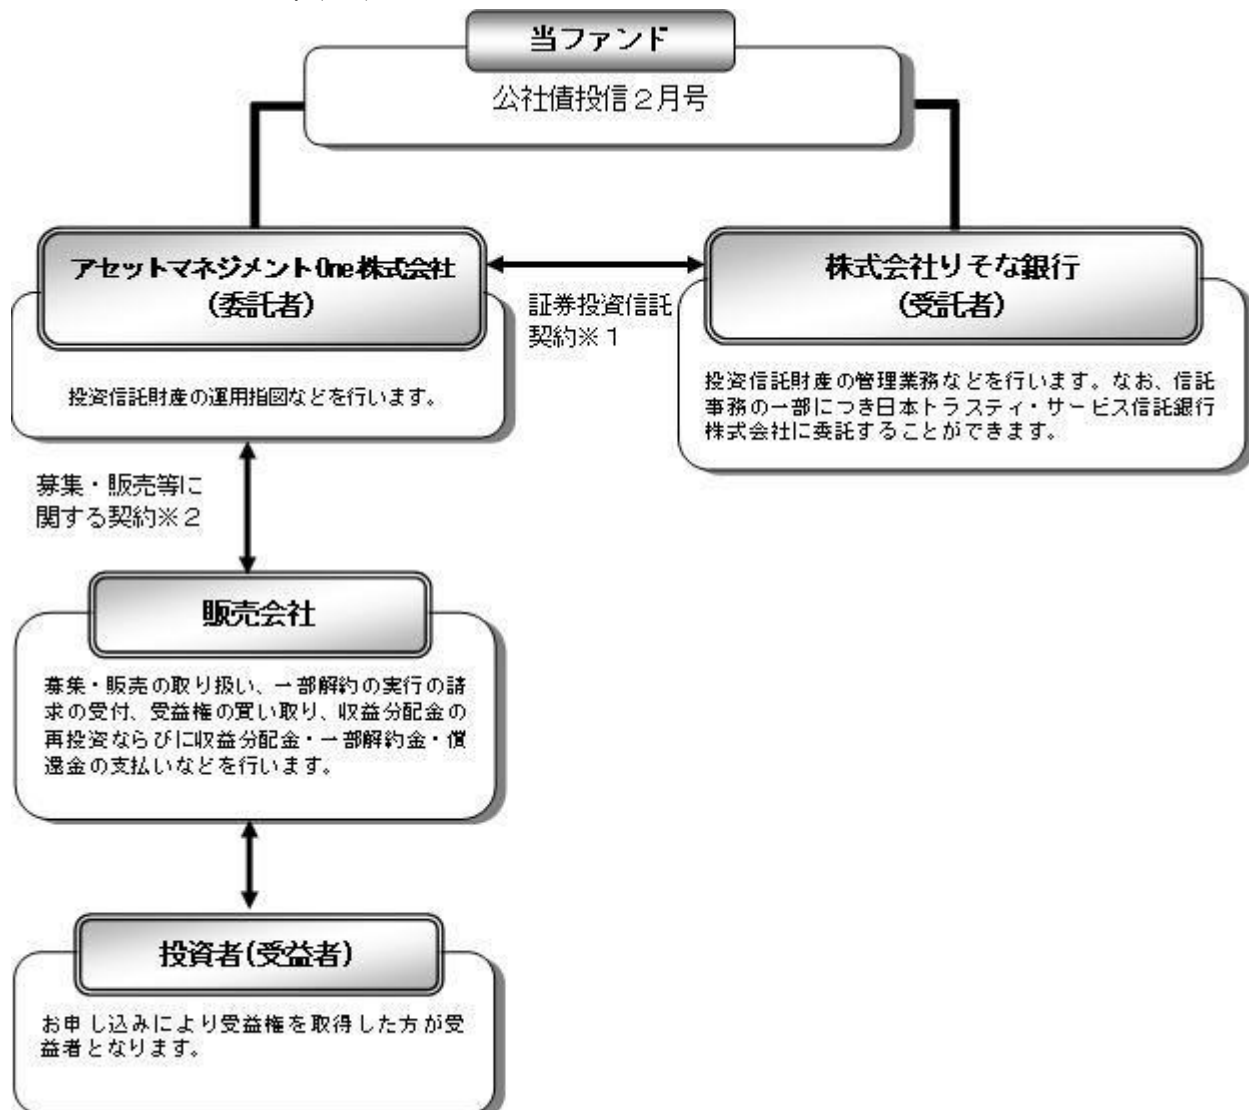 当ファンド
公社債投信２月号
アセットマネジメントOne株式会社
(委託者)
投資信託財産の運用指図などを行います。
証券投資信託
契約※１
株式会社りそな銀行
(受託者)
投資信託財産の管理業務などを行います。なお、信託
事務の一部につき日本トラスティ・サービス信託銀行
株式会社に委託することができます。
募集・販売等に
関する契約※２
販売会社
募集・販売の取り扱い、一部解約の実行の請
求の受付、受益権の買い取り、収益分配金の
再投資ならびに収益分配金・一部解約金・償
還金の支払いなどを行います。
投資者(受益者)
お申し込みにより受益権を取得した方が受
益者となります。